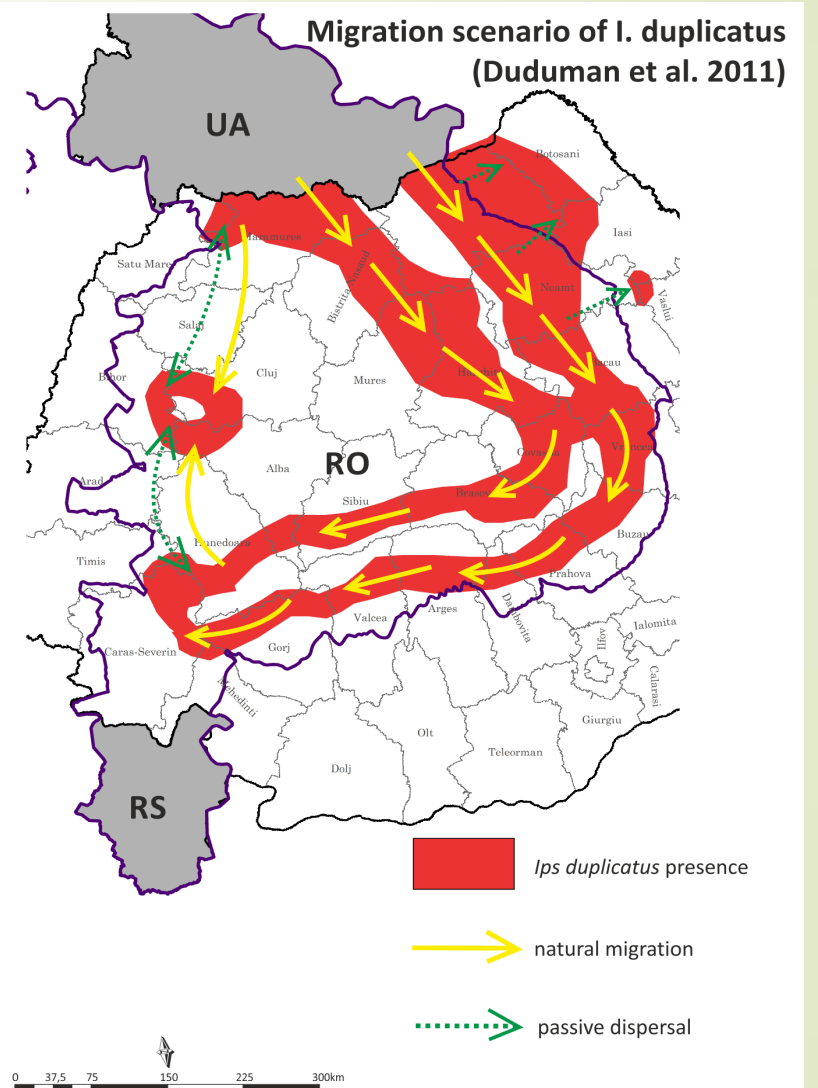 Migration scenario of I. duplicatus
(Duduman et al. 2011)
UA
Botosani
Maramures
Iasi
Satu Mare
Bistrita Nasaud
Neamt
Vaslui
Salaj
Bihor
Cluj
Mures
Harghita
Bacau
RO
Covasna
Vrancea
Alba
Arad
Sibiu
Brasov
Hunedoara
Buzau
Timis
Prahova
Arges
Dambovita
Valcea
Ialomita
Ilfov
Gorj
Caras-Severin
Calarasi
Mehedinti
Giurgiu
Olt
Teleorman
Dolj
RS
Ips duplicatus presence
natural migration
passive dispersal
0 37,5 75 150 225 300km